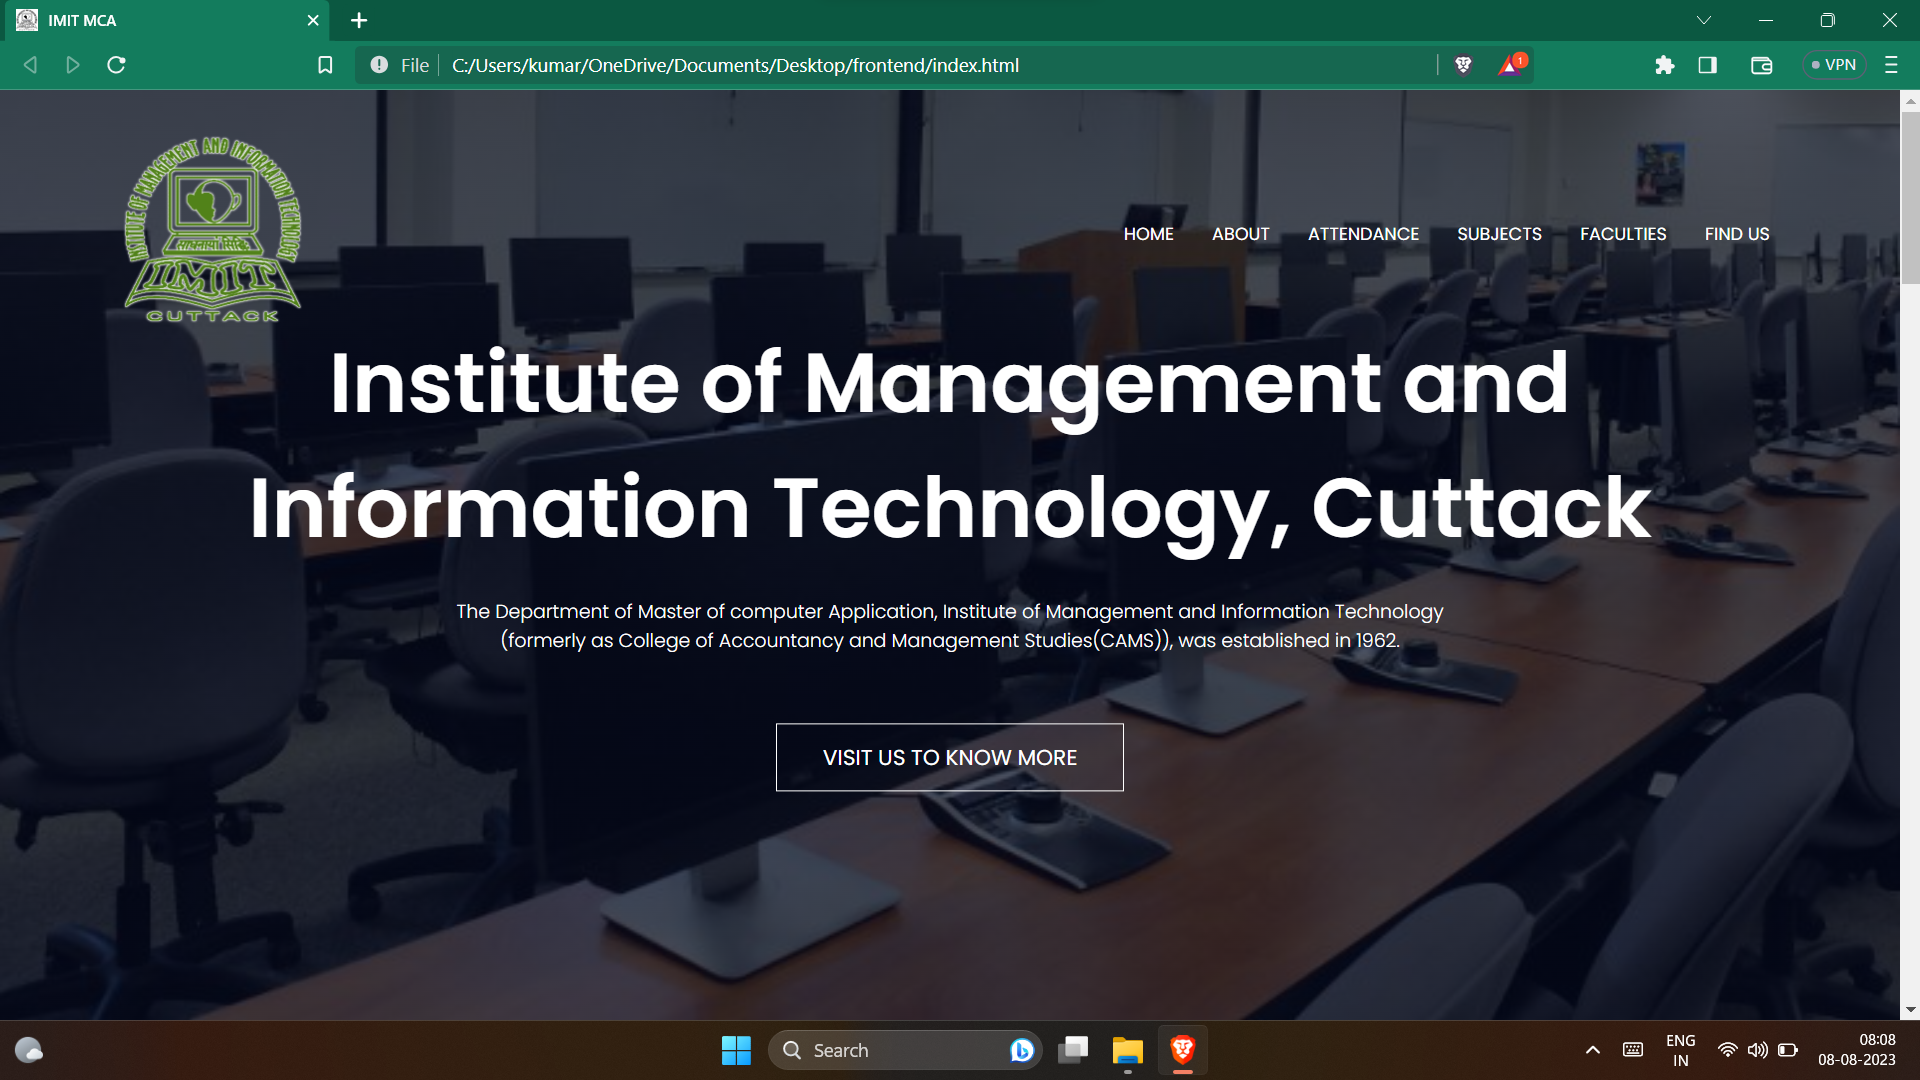 IMIT MCA
File
C:/Users/kumar/OneDrive/Documents/Desktop/frontend/index.html
1
VPN
INSTITUTE OF MANAGEMENT AND INFORMATION TECHNOLOGY
IMIT
CUTTACK
HOME
ABOUT
ATTENDANCE
SUBJECTS
FACULTIES
FIND US
Institute of Management and
Information Technology, Cuttack
The Department of Master of computer Application, Institute of Management and Information Technology
(formerly as College of Accountancy and Management Studies(CAMS)), was established in 1962.
VISIT US TO KNOW MORE
Search
ENG
IN
08:08
08-08-2023